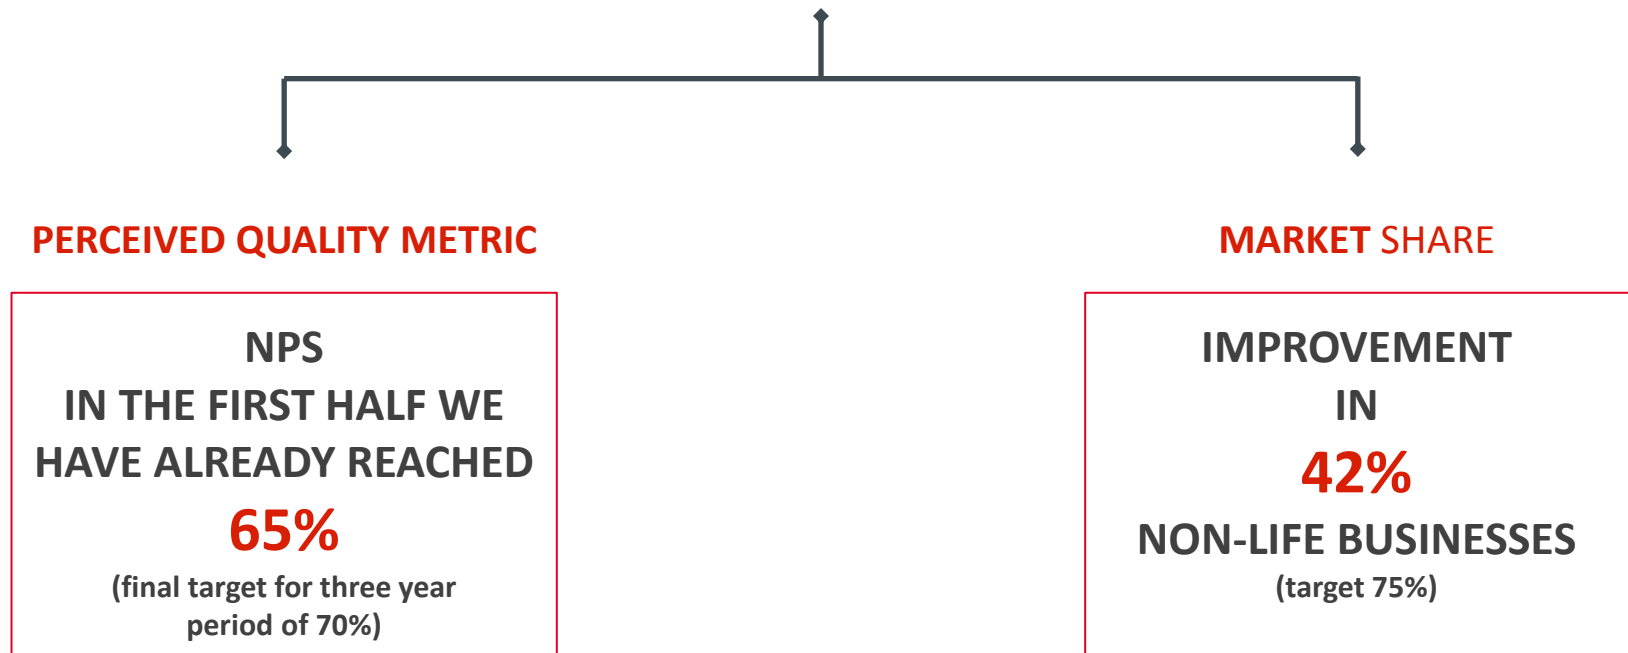 PERCEIVED QUALITY METRIC
NPS
IN THE FIRST HALF WE
HAVE ALREADY REACHED
65%
(final target for three year
period of 70%)
MARKET SHARE
IMPROVEMENT
IN
42%
NON-LIFE BUSINESSES
(target 75%)